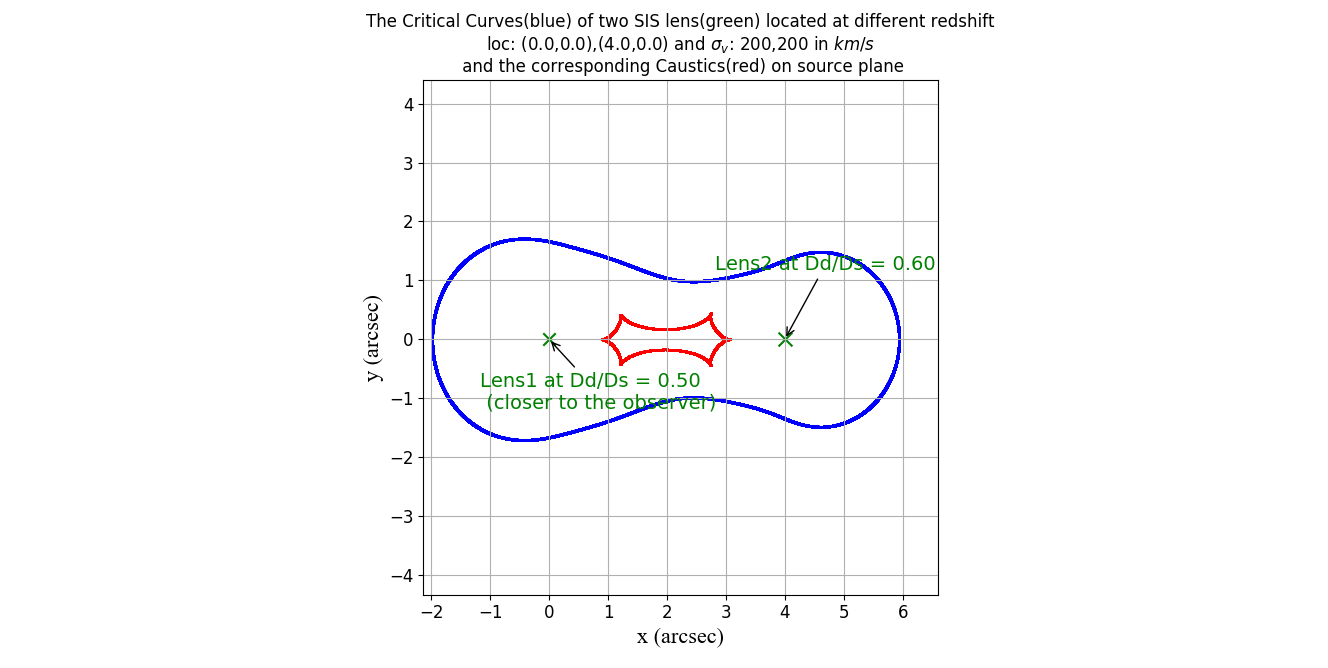 The Critical Curves(blue) of two SIS lens(green) located at different redshift
loc: (0.0,0.0),(4.0,0.0) and σv: 200,200 in km/s
and the corresponding Caustics(red) on source plane
4
3
2
1
0
−1
−2
−3
−4
y (arcsec)
Lens2 at Dd/Ds = 0.60
Lens1 at Dd/Ds = 0.50
(closer to the observer)
−2 −1 0 1 2 3 4 5 6
x (arcsec)